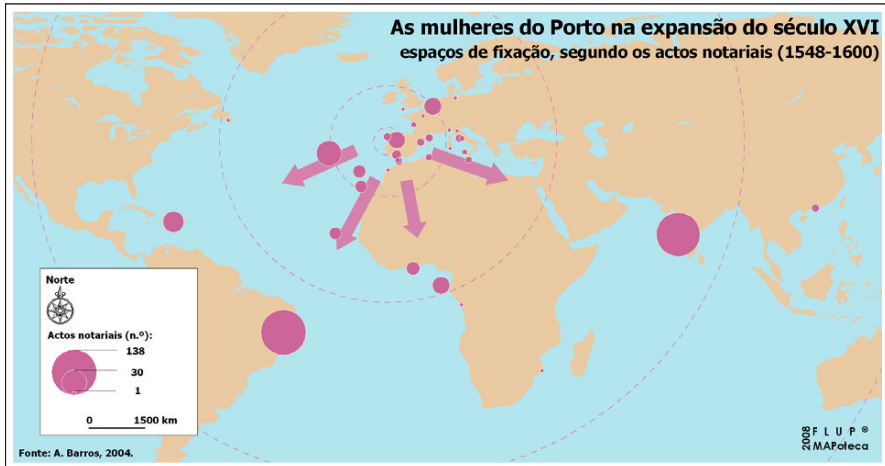 As mulheres do Porto na expansão do século XVI
espaços de fixação, segundo os actos notariais (1548-1600)
Norte
Actos notariais (n.º):
138
30
1
0 1500 km
Fonte: A. Barros, 2004.
2008 F L U P ®
MAPoteca